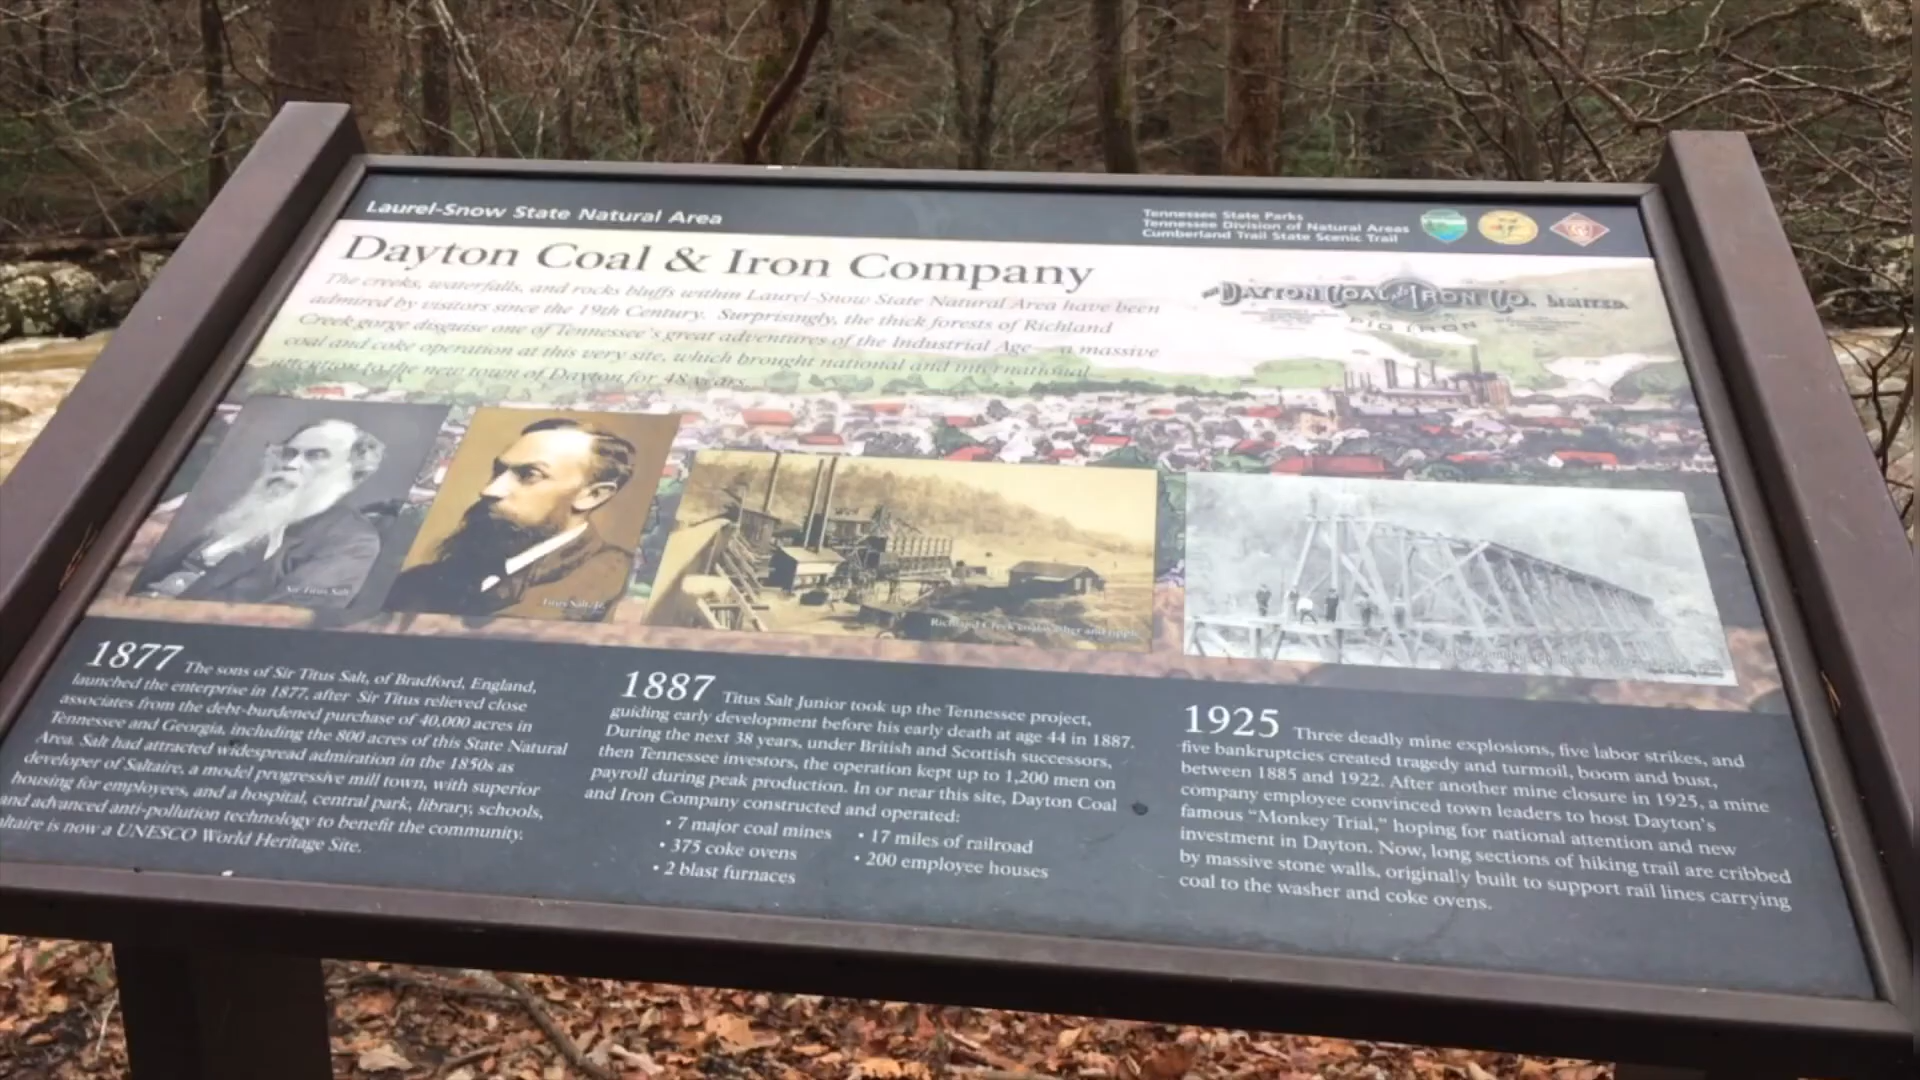 Laurel-Snow State Natural Area
Tennessee State Parks
Tennessee Division of Natural Areas
Cumberland Trail State Scenic Trail
Dayton Coal & Iron Company
The creeks, waterfalls, and rocks bluffs within Laurel-Snow State Natural Area have been
admired by visitors since the 19th Century. Surprisingly, the thick forests of Richland
Creek gorge disguise one of Tennessee's great adventures of the Industrial Age — a massive
coal and coke operation at this very site, which brought national and international
attention to the new town of Dayton for 48 years.
DAYTON COAL AND IRON CO. LIMITED
PIG IRON
Sir Titus Salt
Titus Salt, Jr.
Richland Creek coal washer and tipple
1877 The sons of Sir Titus Salt, of Bradford, England,
launched the enterprise in 1877, after Sir Titus relieved close
associates from the debt-burdened purchase of 40,000 acres in
Tennessee and Georgia, including the 800 acres of this State Natural
Area. Salt had attracted widespread admiration in the 1850s as
developer of Saltaire, a model progressive mill town, with superior
housing for employees, and a hospital, central park, library, schools,
and advanced anti-pollution technology to benefit the community.
ltaire is now a UNESCO World Heritage Site.
1887 Titus Salt Junior took up the Tennessee project,
guiding early development before his early death at age 44 in 1887.
During the next 38 years, under British and Scottish successors,
then Tennessee investors, the operation kept up to 1,200 men on
payroll during peak production. In or near this site, Dayton Coal
and Iron Company constructed and operated:
• 7 major coal mines
• 375 coke ovens
• 2 blast furnaces
• 17 miles of railroad
• 200 employee houses
1925 Three deadly mine explosions, five labor strikes, and
five bankruptcies created tragedy and turmoil, boom and bust,
between 1885 and 1922. After another mine closure in 1925, a mine
company employee convinced town leaders to host Dayton's
famous "Monkey Trial," hoping for national attention and new
investment in Dayton. Now, long sections of hiking trail are cribbed
by massive stone walls, originally built to support rail lines carrying
coal to the washer and coke ovens.